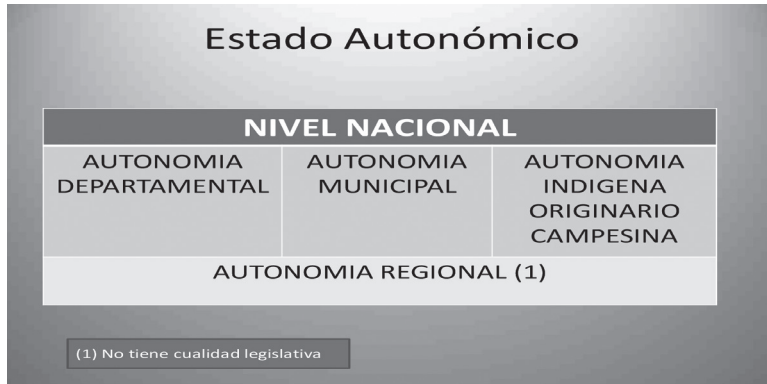 Estado Autonómico
NIVEL NACIONAL
AUTONOMIA
DEPARTAMENTAL
AUTONOMIA
MUNICIPAL
AUTONOMIA
INDIGENA
ORIGINARIO
CAMPESINA
AUTONOMIA REGIONAL (1)
(1) No tiene cualidad legislativa